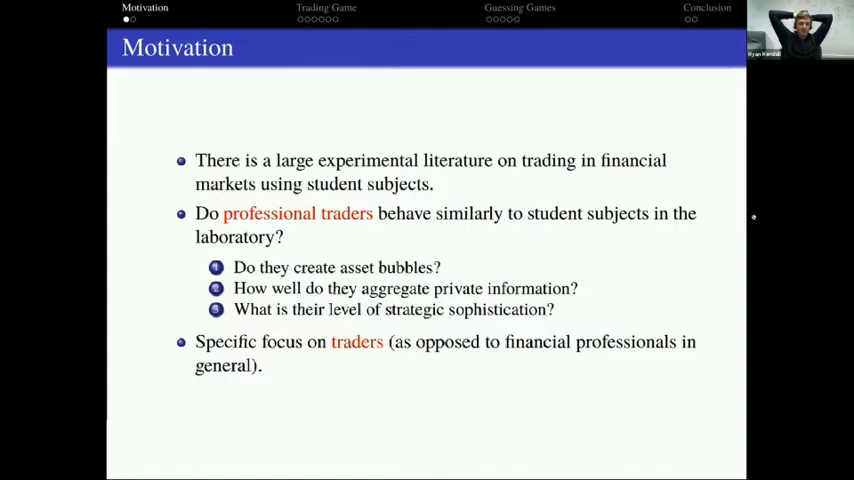 Motivation Trading Game Guessing Games Conclusion
Motivation
There is a large experimental literature on trading in financial
markets using student subjects.
Do professional traders behave similarly to student subjects in the
laboratory?
1 Do they create asset bubbles?
2 How well do they aggregate private information?
3 What is their level of strategic sophistication?
Specific focus on traders (as opposed to financial professionals in
general).
Ryan Kendall